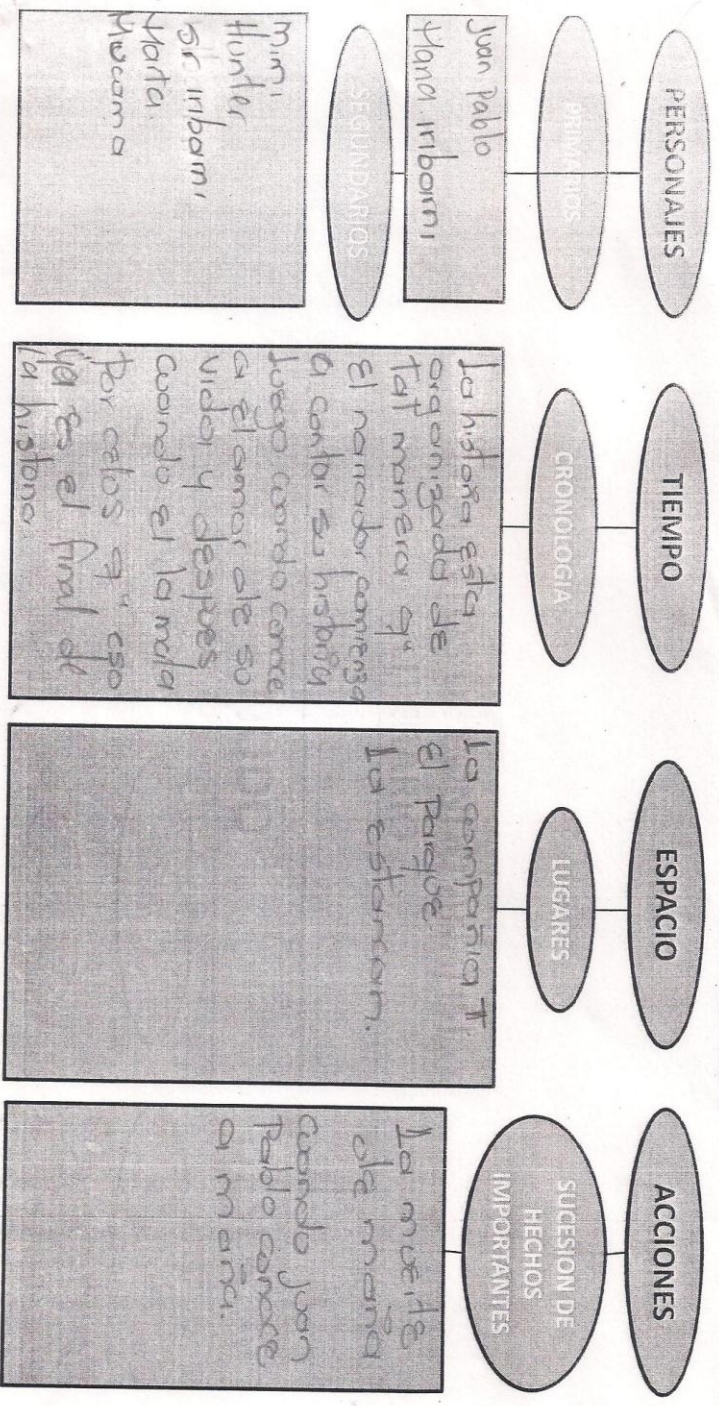 PERSONAJES
PRIMARIOS
Juan Pablo
Maria iribarni
SEGUNDARIOS
mimi
Hunter
sr iribarni
Marta
Mucama
TIEMPO
CRONOLOGIA
La historia esta
organizada de
tal manera q"
El narrador comienza
a contar su historia
luego cuando conoce
a el amor de su
vida y despues
cuando el la mata
por celos q" eso
ya es el final de
la historia
ESPACIO
LUGARES
La compañia T.
El Parque
La estancan.
ACCIONES
SUCESION DE
HECHOS
IMPORTANTES
La muerte
de maria
Cuando juan
Pablo conoce
a maria.